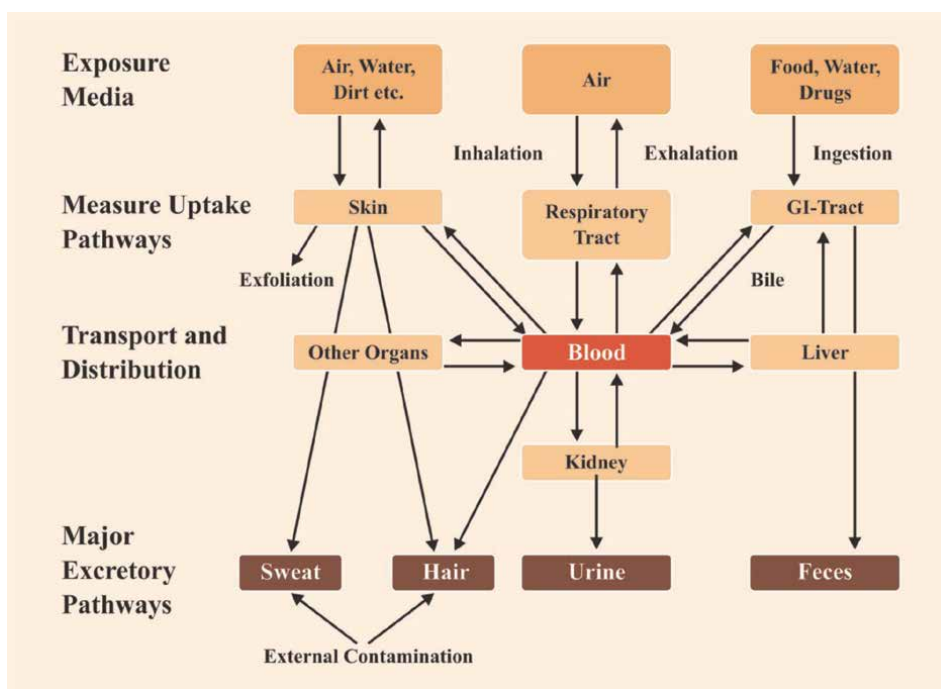 Exposure
Media
Air, Water,
Dirt etc.
Air
Food, Water,
Drugs
Inhalation
Exhalation
Ingestion
Measure Uptake
Pathways
Skin
Respiratory
Tract
GI-Tract
Exfoliation
Bile
Transport and
Distribution
Other Organs
Blood
Liver
Kidney
Major
Excretory
Pathways
Sweat
Hair
Urine
Feces
External Contamination